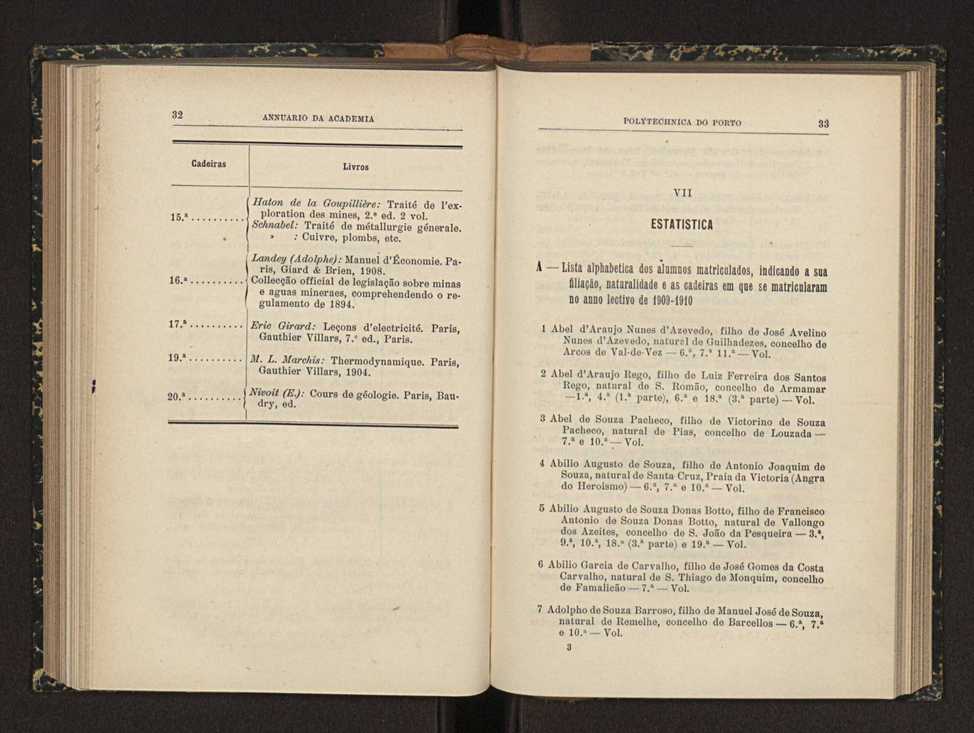 32 ANNUARIO DA ACADEMIA
Cadeiras Livros
Haton de la Goupillière: Traité de l'ex-
ploration des mines, 2.ª ed. 2 vol.
15.ª ..........
Schnabel: Traité de métallurgie génerale.
» : Cuivre, plombs, etc.
Landey (Adolphe): Manuel d'Économie. Pa-
ris, Giard & Brien, 1908.
16.ª .......... Collecção official de legislação sobre minas
e aguas mineraes, comprehendendo o re-
gulamento de 1894.
17.ª .......... Eric Girard: Leçons d'electricité. Paris,
Gauthier Villars, 7.ª ed., Paris.
19.ª .......... M. L. Marchis: Thermodynamique. Paris,
Gauthier Villars, 1904.
20.ª .......... Nivoit (E.): Cours de géologie. Paris, Bau-
dry, ed.
POLYTECHNICA DO PORTO 33
VII
ESTATISTICA
A — Lista alphabetica dos alumnos matriculados, indicando a sua
filiação, naturalidade e as cadeiras em que se matricularam
no anno lectivo de 1909-1910
1 Abel d'Araujo Nunes d'Azevedo, filho de José Avelino
Nunes d'Azevedo, naturel de Guilhadezes, concelho de
Arcos de Val-de-Vez — 6.ª, 7.ª 11.ª — Vol.
2 Abel d'Araujo Rego, filho de Luiz Ferreira dos Santos
Rego, natural de S. Romão, concelho de Armamar
—1.ª, 4.ª (1.ª parte), 6.ª e 18.ª (3.ª parte) — Vol.
3 Abel de Souza Pacheco, filho de Victorino de Souza
Pacheco, natural de Pias, concelho de Louzada —
7.ª e 10.ª — Vol.
4 Abilio Augusto de Souza, filho de Antonio Joaquim de
Souza, natural de Santa Cruz, Praia da Victoria (Angra
do Heroismo) — 6.ª, 7.ª e 10.ª — Vol.
5 Abilio Augusto de Souza Donas Botto, filho de Francisco
Antonio de Souza Donas Botto, natural de Vallongo
dos Azeites, concelho de S. João da Pesqueira — 3.ª,
9.ª, 10.ª, 18.ª (3.ª parte) e 19.ª — Vol.
6 Abilio Garcia de Carvalho, filho de José Gomes da Costa
Carvalho, natural de S. Thiago de Monquim, concelho
de Famalicão — 7.ª — Vol.
7 Adolpho de Souza Barroso, filho de Manuel José de Souza,
natural de Remelhe, concelho de Barcellos — 6.ª, 7.ª
e 10.ª — Vol.
3